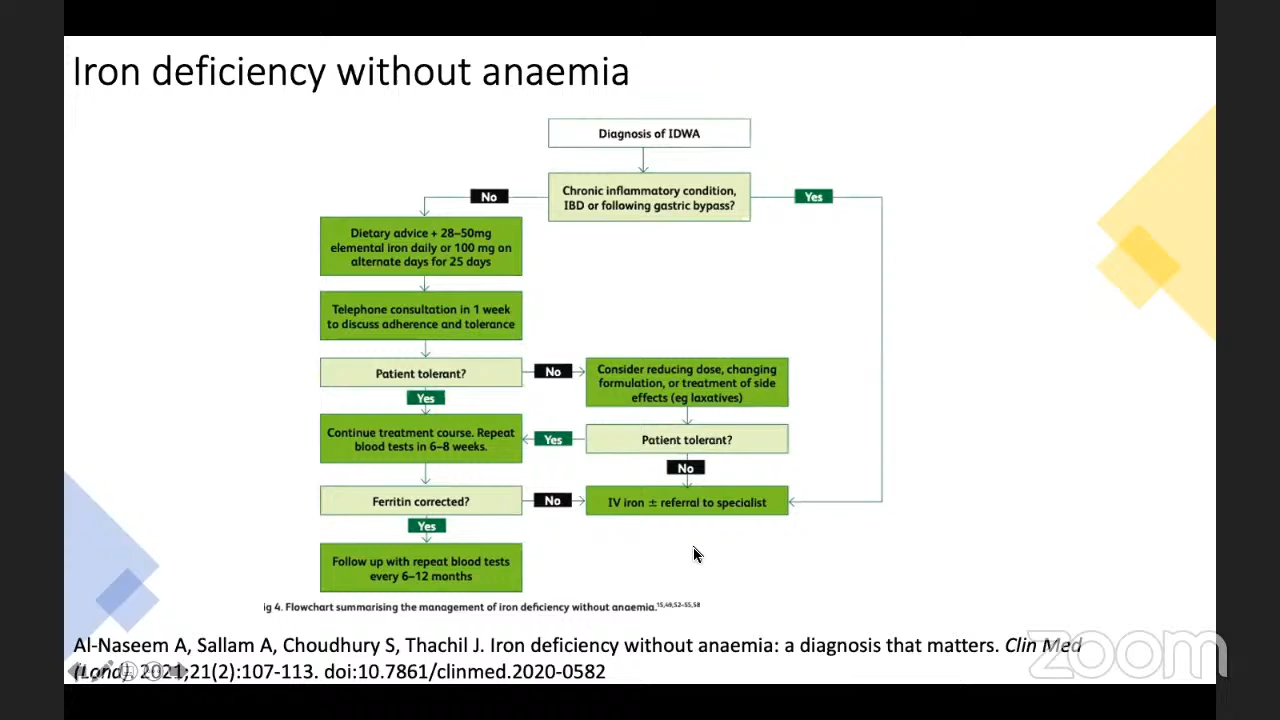 Iron deficiency without anaemia
Diagnosis of IDWA
Chronic inflammatory condition,
IBD or following gastric bypass?
No
Yes
Dietary advice + 28–50mg
elemental iron daily or 100 mg on
alternate days for 25 days
Telephone consultation in 1 week
to discuss adherence and tolerance
Patient tolerant?
No
Consider reducing dose, changing
formulation, or treatment of side
effects (eg laxatives)
Yes
Continue treatment course. Repeat
blood tests in 6–8 weeks.
Yes
Patient tolerant?
No
Ferritin corrected?
No
IV iron ± referral to specialist
Yes
Follow up with repeat blood tests
every 6–12 months
ig 4. Flowchart summarising the management of iron deficiency without anaemia.15,49,52–55,58
Al-Naseem A, Sallam A, Choudhury S, Thachil J. Iron deficiency without anaemia: a diagnosis that matters. Clin Med
(Lond). 2021;21(2):107-113. doi:10.7861/clinmed.2020-0582
zoom